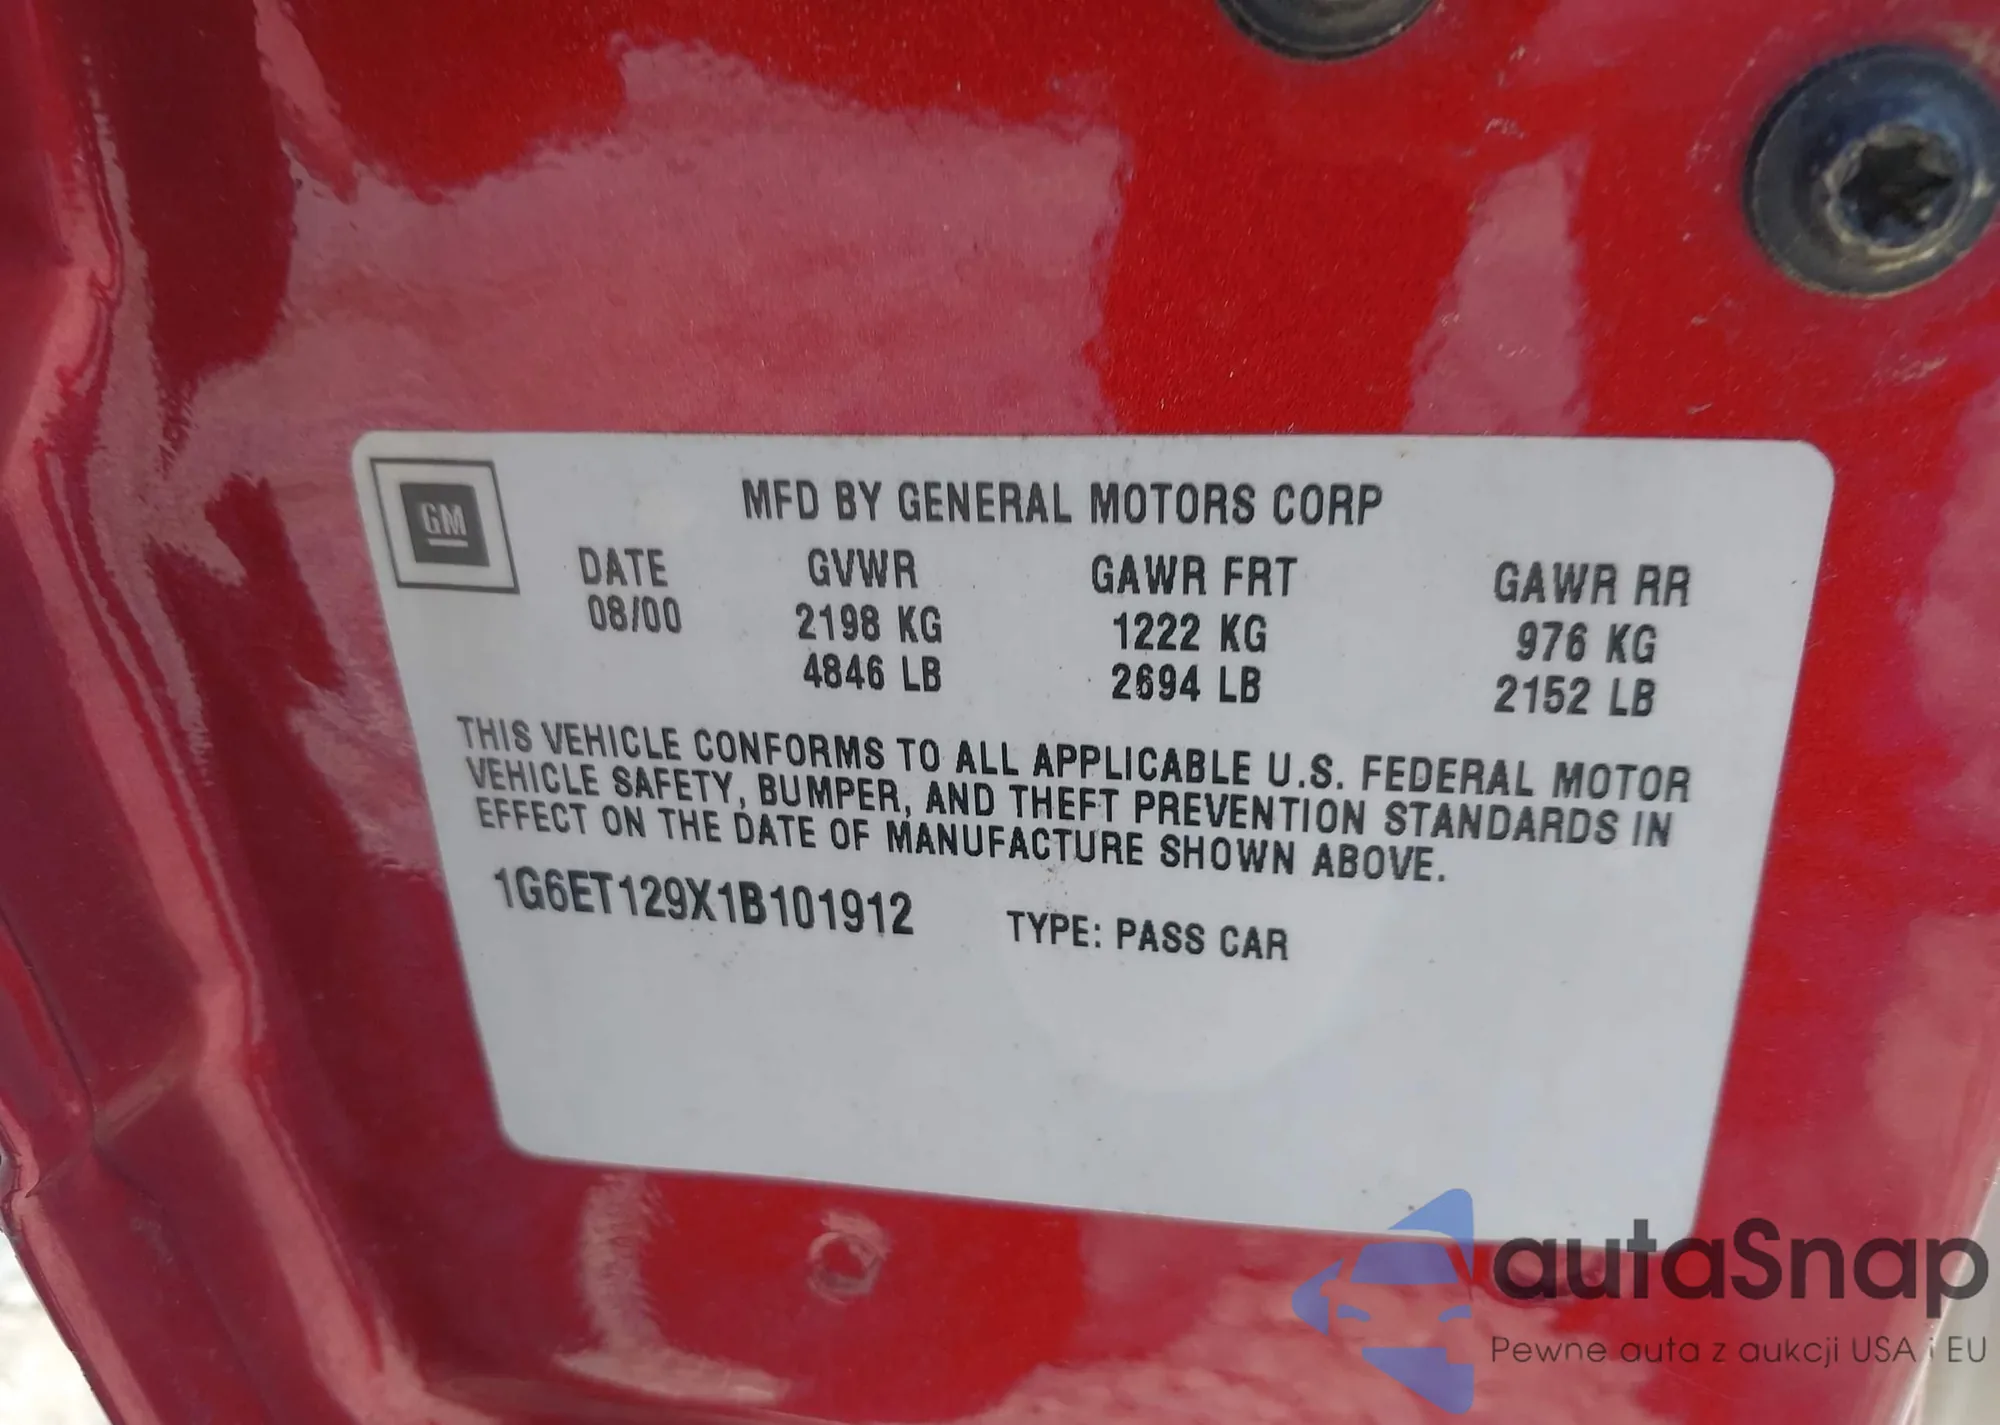 GM
MFD BY GENERAL MOTORS CORP
DATE GVWR GAWR FRT GAWR RR
08/00 2198 KG 1222 KG 976 KG
4846 LB 2694 LB 2152 LB
THIS VEHICLE CONFORMS TO ALL APPLICABLE U.S. FEDERAL MOTOR
VEHICLE SAFETY, BUMPER, AND THEFT PREVENTION STANDARDS IN
EFFECT ON THE DATE OF MANUFACTURE SHOWN ABOVE.
1G6ET129X1B101912 TYPE: PASS CAR
autaSnap
Pewne auta z aukcji USA i EU